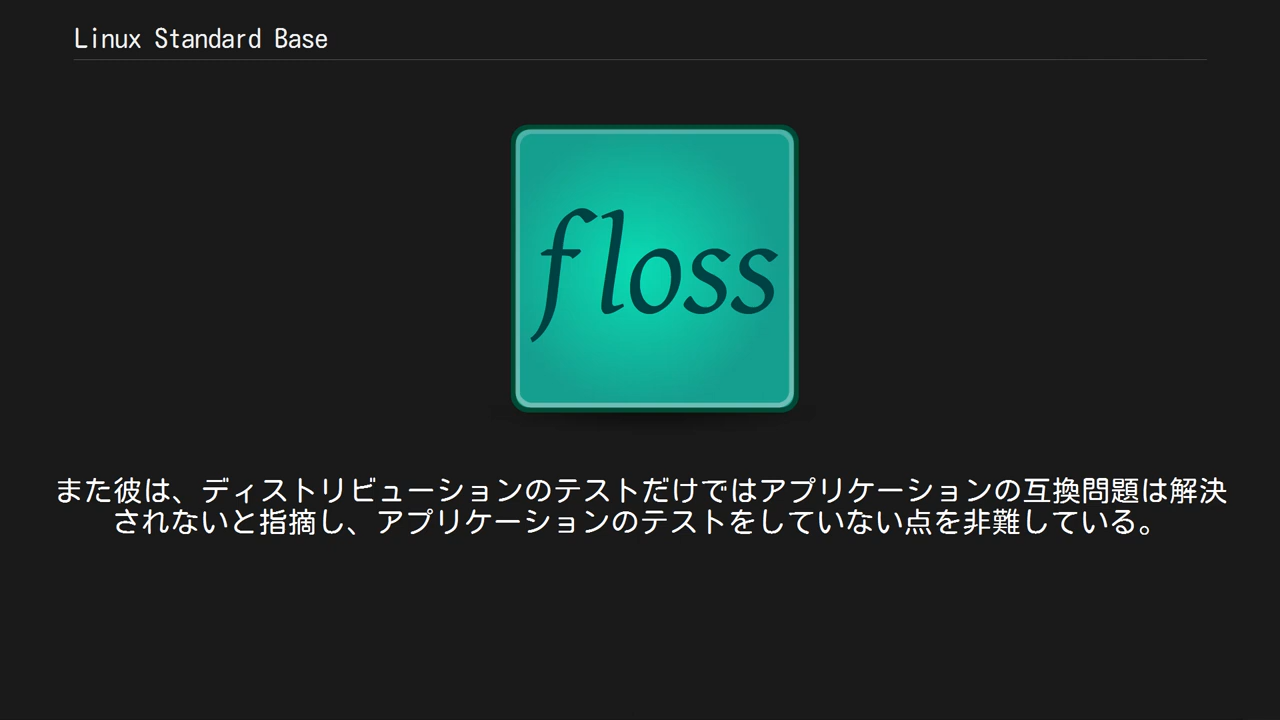 Linux Standard Base
floss
また彼は、ディストリビューションのテストだけではアプリケーションの互換問題は解決
されないと指摘し、アプリケーションのテストをしていない点を非難している。